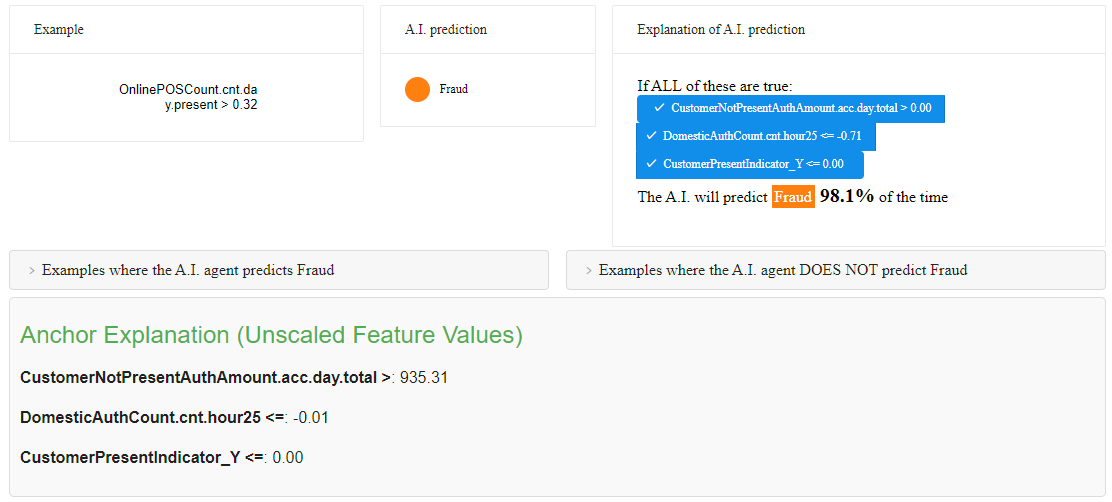 Example
OnlinePOSCount.cnt.da
y.present > 0.32
A.I. prediction
Fraud
Explanation of A.I. prediction
If ALL of these are true:
✓ CustomerNotPresentAuthAmount.acc.day.total > 0.00
✓ DomesticAuthCount.cnt.hour25 <= -0.71
✓ CustomerPresentIndicator_Y <= 0.00
The A.I. will predict Fraud 98.1% of the time
> Examples where the A.I. agent predicts Fraud
> Examples where the A.I. agent DOES NOT predict Fraud
Anchor Explanation (Unscaled Feature Values)
CustomerNotPresentAuthAmount.acc.day.total >: 935.31
DomesticAuthCount.cnt.hour25 <=: -0.01
CustomerPresentIndicator_Y <=: 0.00